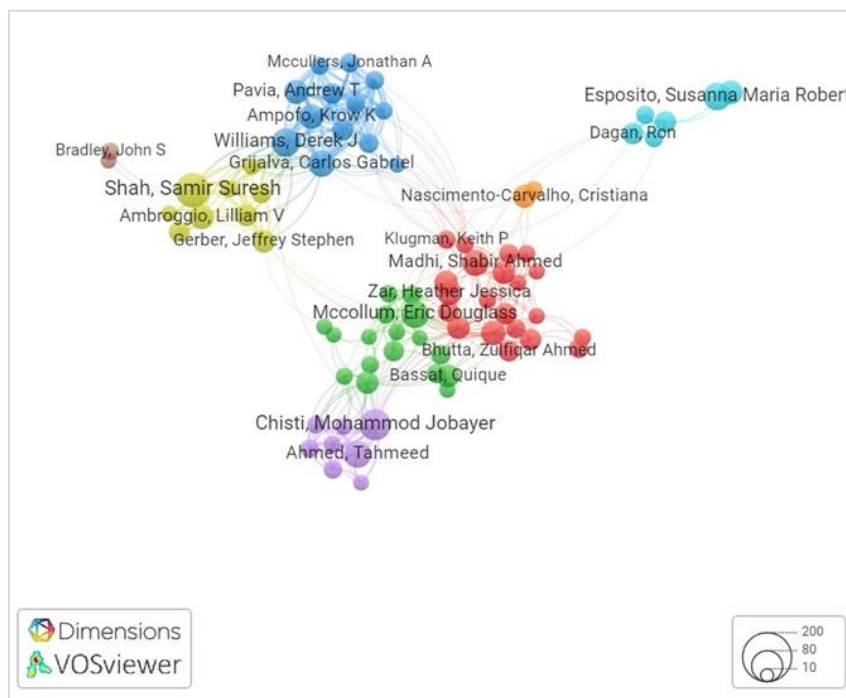 Mccullers, Jonathan A
Pavia, Andrew T
Esposito, Susanna Maria Robert
Ampofo, Krow K
Dagan, Ron
Williams, Derek J
Bradley, John S
Grijalva, Carlos Gabriel
Shah, Samir Suresh
Nascimento-Carvalho, Cristiana
Ambroggio, Lilliam V
Gerber, Jeffrey Stephen
Klugman, Keith P
Madhi, Shabir Ahmed
Zar, Heather Jessica
Mccollum, Eric Douglass
Bhutta, Zulfiqar Ahmed
Bassat, Quique
Chisti, Mohammod Jobayer
Ahmed, Tahmeed
Dimensions
VOSviewer
200
80
10